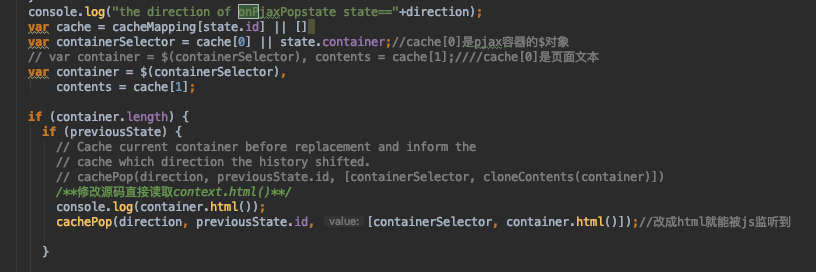 console.log("the direction of onPjaxPopstate state=="+direction);
var cache = cacheMapping[state.id] || []
var containerSelector = cache[0] || state.container;//cache[0]是pjax容器的$对象
// var container = $(containerSelector), contents = cache[1];////cache[0]是页面文本
var container = $(containerSelector),
contents = cache[1];
if (container.length) {
if (previousState) {
// Cache current container before replacement and inform the
// cache which direction the history shifted.
// cachePop(direction, previousState.id, [containerSelector, cloneContents(container)])
/**修改源码直接读取context.html()**/
console.log(container.html());
cachePop(direction, previousState.id, value: [containerSelector, container.html()]);//改成html就能被js监听到
}